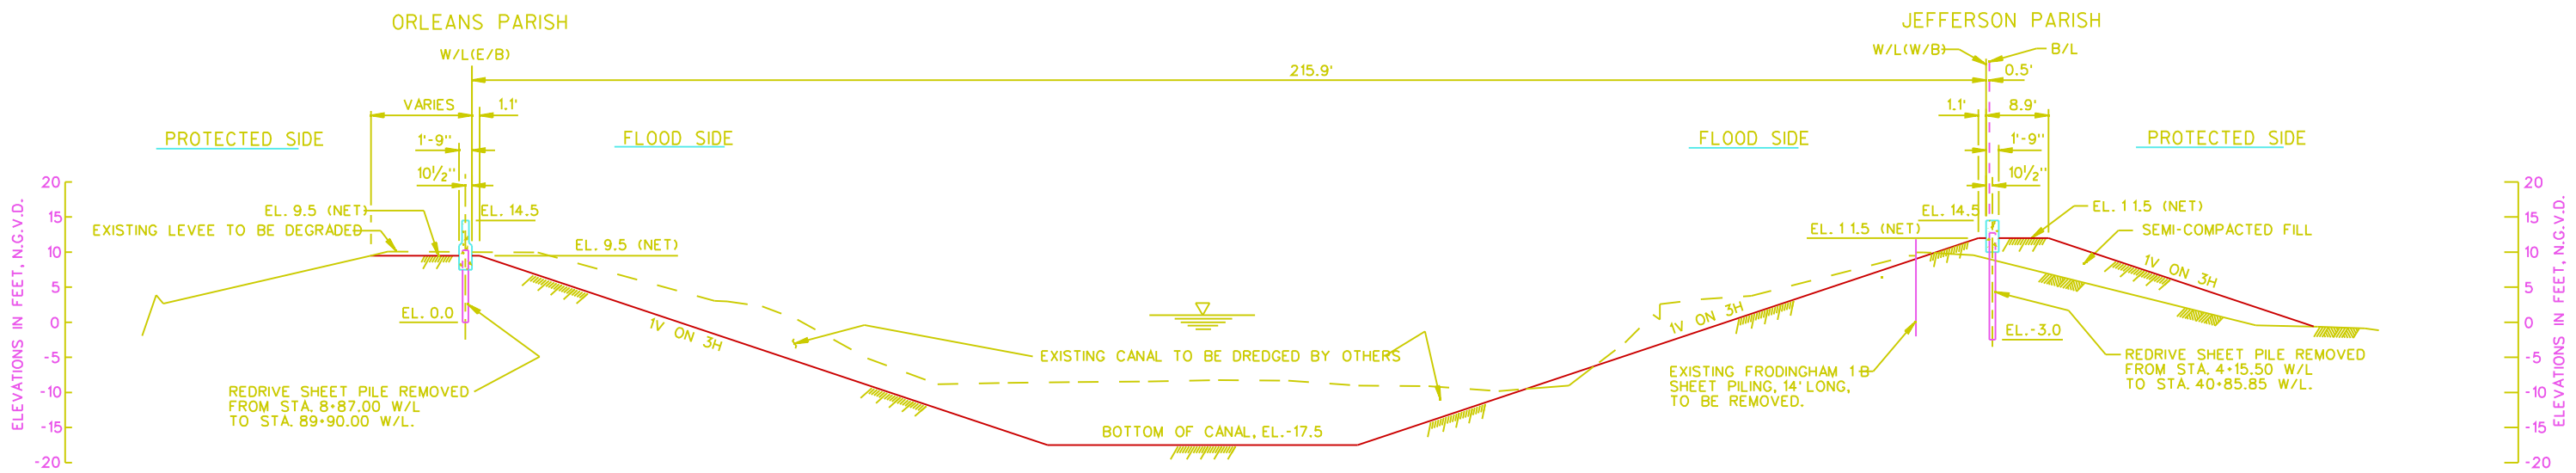 ORLEANS PARISH
JEFFERSON PARISH
W/L(E/B)
W/L(W/B)
B/L
215.9'
0.5'
VARIES
1.1'
1.1'
8.9'
PROTECTED SIDE
1'-9"
FLOOD SIDE
FLOOD SIDE
1'-9"
PROTECTED SIDE
10 1/2"
10 1/2"
ELEVATIONS IN FEET, N.G.V.D.
20
15
10
5
0
-5
-10
-15
-20
EL. 9.5 (NET)
EXISTING LEVEE TO BE DEGRADED
EL. 14.5
EL. 9.5 (NET)
EL. 0.0
1V ON 3H
REDRIVE SHEET PILE REMOVED
FROM STA. 8+87.00 W/L
TO STA. 89+90.00 W/L.
EXISTING CANAL TO BE DREDGED BY OTHERS
BOTTOM OF CANAL, EL.-17.5
EL. 14.5
EL. 11.5 (NET)
1V ON 3H
EXISTING FRODINGHAM 1B
SHEET PILING, 14' LONG,
TO BE REMOVED.
EL. 11.5 (NET)
SEMI-COMPACTED FILL
1V ON 3H
EL.-3.0
REDRIVE SHEET PILE REMOVED
FROM STA. 4+15.50 W/L
TO STA. 40+85.85 W/L.
20
15
10
5
0
-5
-10
-15
-20
ELEVATIONS IN FEET, N.G.V.D.